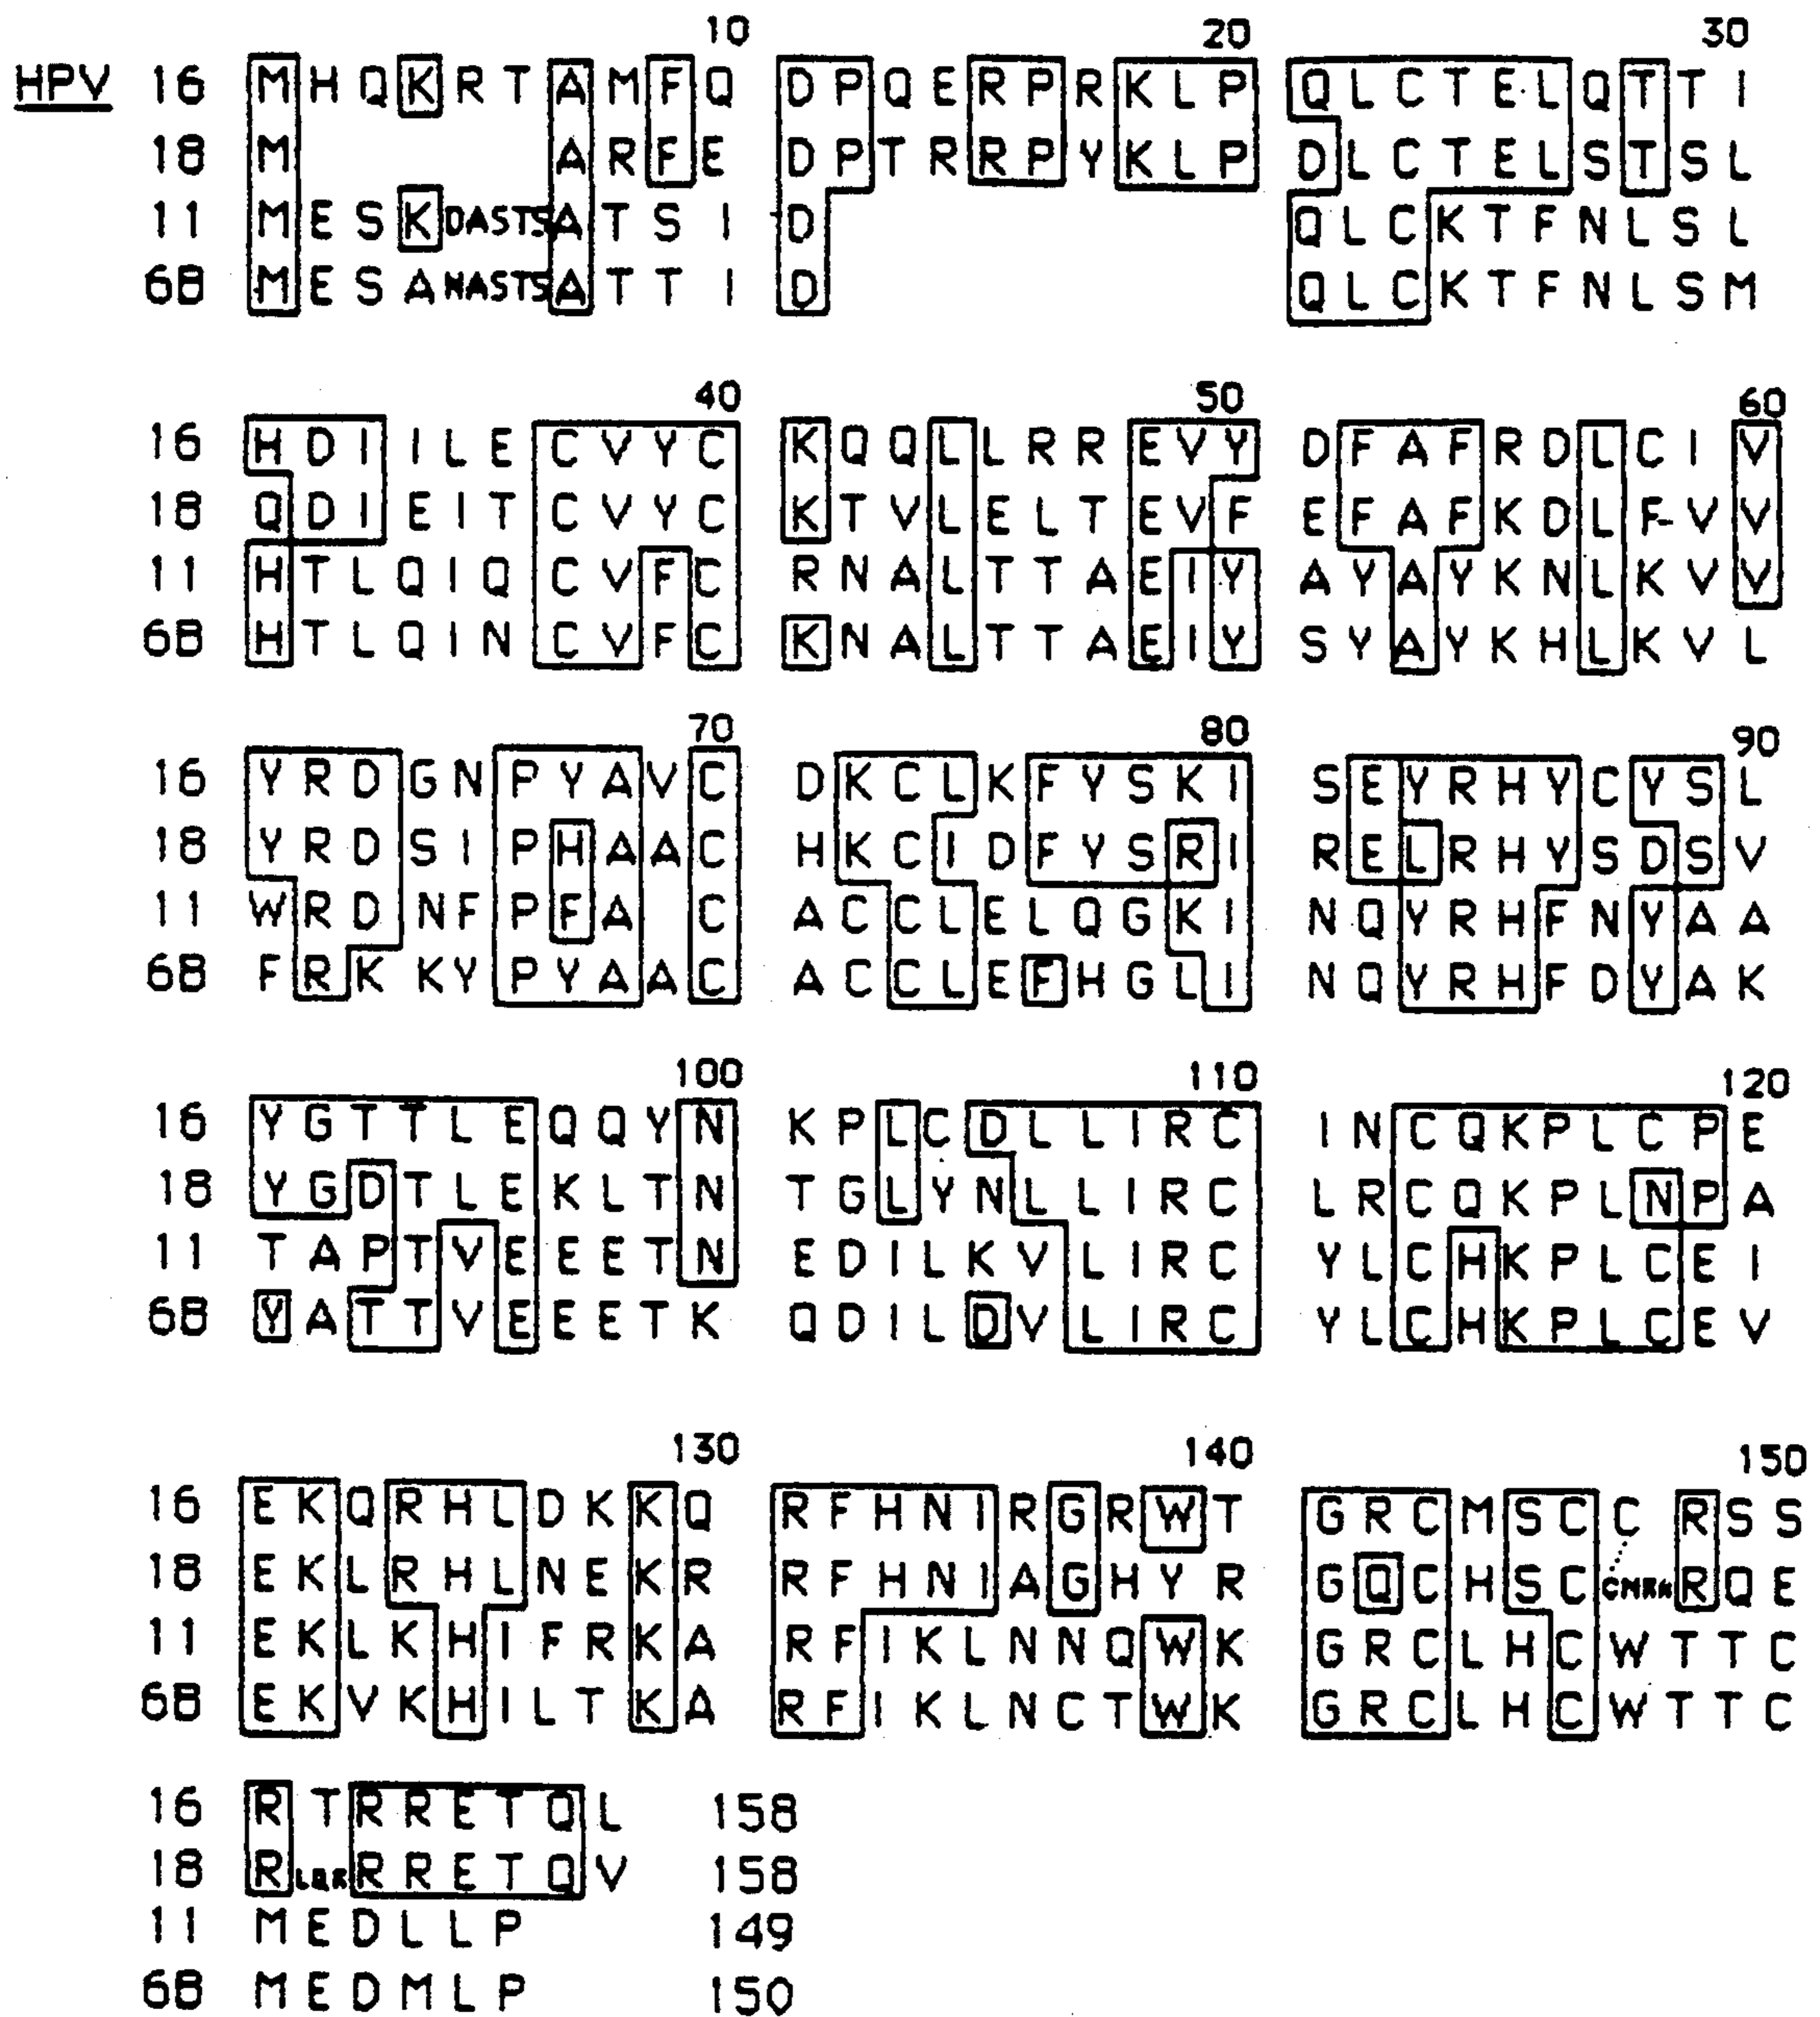 10 20 30
HPV 16 M H Q K R T A M F Q D P Q E R P R K L P Q L C T E L Q T T I
18 M A R F E D P T R R P Y K L P D L C T E L S T S L
11 M E S K DASTS A T S I D Q L C K T F N L S L
68 M E S A NASTS A T T I D Q L C K T F N L S M
40 50 60
16 H D I I L E C V Y C K Q Q L L R R E V Y D F A F R D L C I V
18 Q D I E I T C V Y C K T V L E L T E V F E F A F K D L F V V
11 H T L Q I Q C V F C R N A L T T A E I Y A Y A Y K N L K V V
68 H T L Q I N C V F C K N A L T T A E I Y S Y A Y K H L K V L
70 80 90
16 Y R D G N P Y A V C D K C L K F Y S K I S E Y R H Y C Y S L
18 Y R D S I P H A A C H K C I D F Y S R I R E L R H Y S D S V
11 W R D N F P F A C A C C L E L Q G K I N Q Y R H F N Y A A
68 F R K K Y P Y A A C A C C L E F H G L I N Q Y R H F D Y A K
100 110 120
16 Y G T T L E Q Q Y N K P L C D L L I R C I N C Q K P L C P E
18 Y G D T L E K L T N T G L Y N L L I R C L R C Q K P L N P A
11 T A P T V E E E T N E D I L K V L I R C Y L C H K P L C E I
68 Y A T T V E E E T K Q D I L D V L I R C Y L C H K P L C E V
130 140 150
16 E K Q R H L D K K Q R F H N I R G R W T G R C M S C C R S S
18 E K L R H L N E K R R F H N I A G H Y R G Q C H S C CNRN R Q E
11 E K L K H I F R K A R F I K L N N Q W K G R C L H C W T T C
68 E K V K H I L T K A R F I K L N C T W K G R C L H C W T T C
16 R T R R E T Q L 158
18 R LQR R R E T Q V 158
11 M E D L L P 149
68 M E D M L P 150